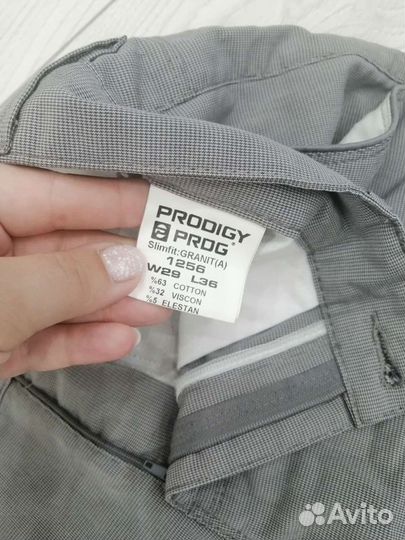 PRODIGY
PROG®
Slimfit:GRANIT(A)
1256
W29 L36
%63 COTTON
%32 VISCON
%5 ELESTAN
Avito